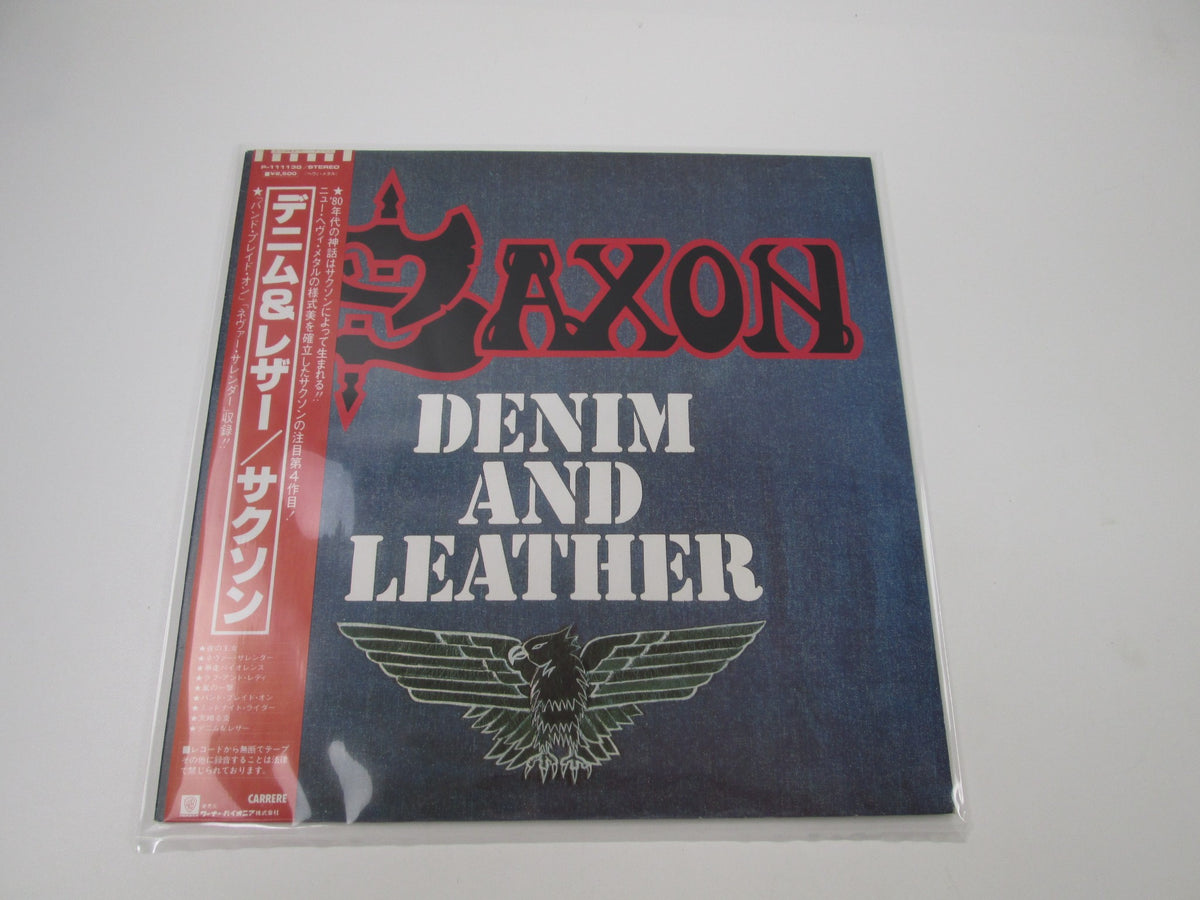 P-11113G/STEREO
¥2,500 (ヘヴィ・メタル)
★'80年代の神話はサクソンによって生まれる!!
ニュー・ヘヴィ・メタルの様式美を確立したサクソンの注目第4作目!
デニム&レザー/サクソン
★「バンド・プレイド・オン」「ネヴァー・サレンダー」収録!!
SAXON
DENIM
AND
LEATHER
★ネヴァー・サレンダー
★ラフ・アンド・レディ
★嵐の一撃
★バンド・プレイド・オン
★ミッドナイト・ライダー
★デニム&レザー
■レコードから無断でテープ
その他に録音することは法律
で禁じられております。
CARRERE
ワーナー・パイオニア株式会社